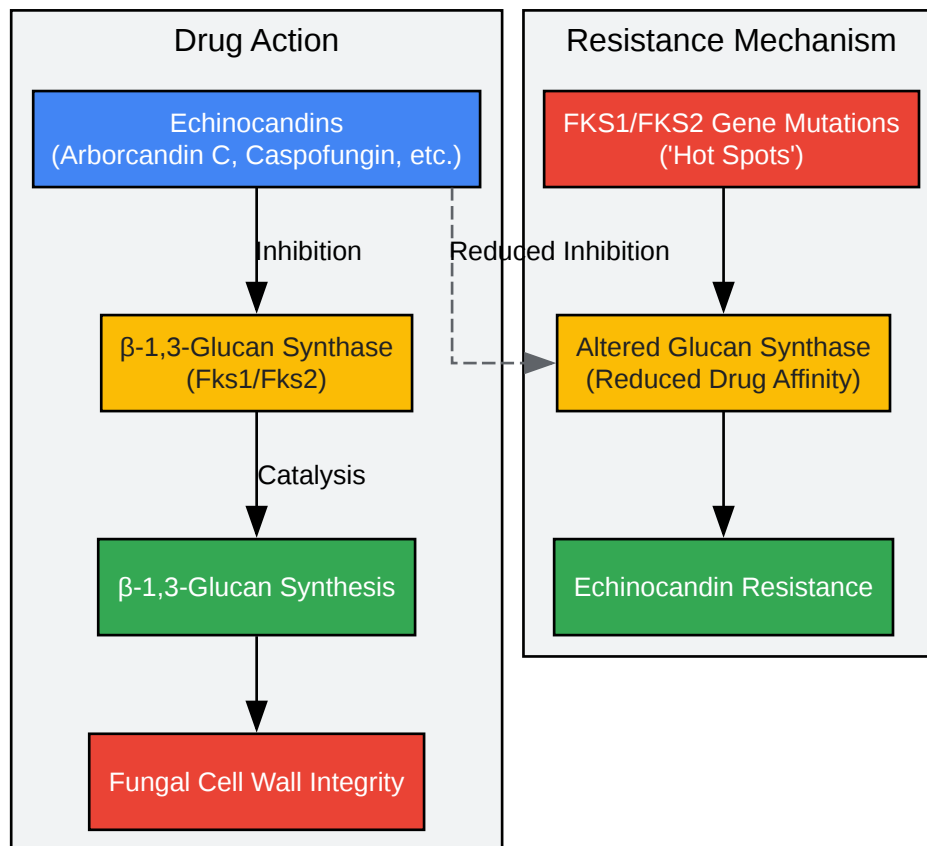 Drug Action
Echinocandins
(Arborcandin C, Caspofungin, etc.)
Inhibition
β-1,3-Glucan Synthase
(Fks1/Fks2)
Catalysis
β-1,3-Glucan Synthesis
Fungal Cell Wall Integrity
Resistance Mechanism
FKS1/FKS2 Gene Mutations
('Hot Spots')
Reduced Inhibition
Altered Glucan Synthase
(Reduced Drug Affinity)
Echinocandin Resistance